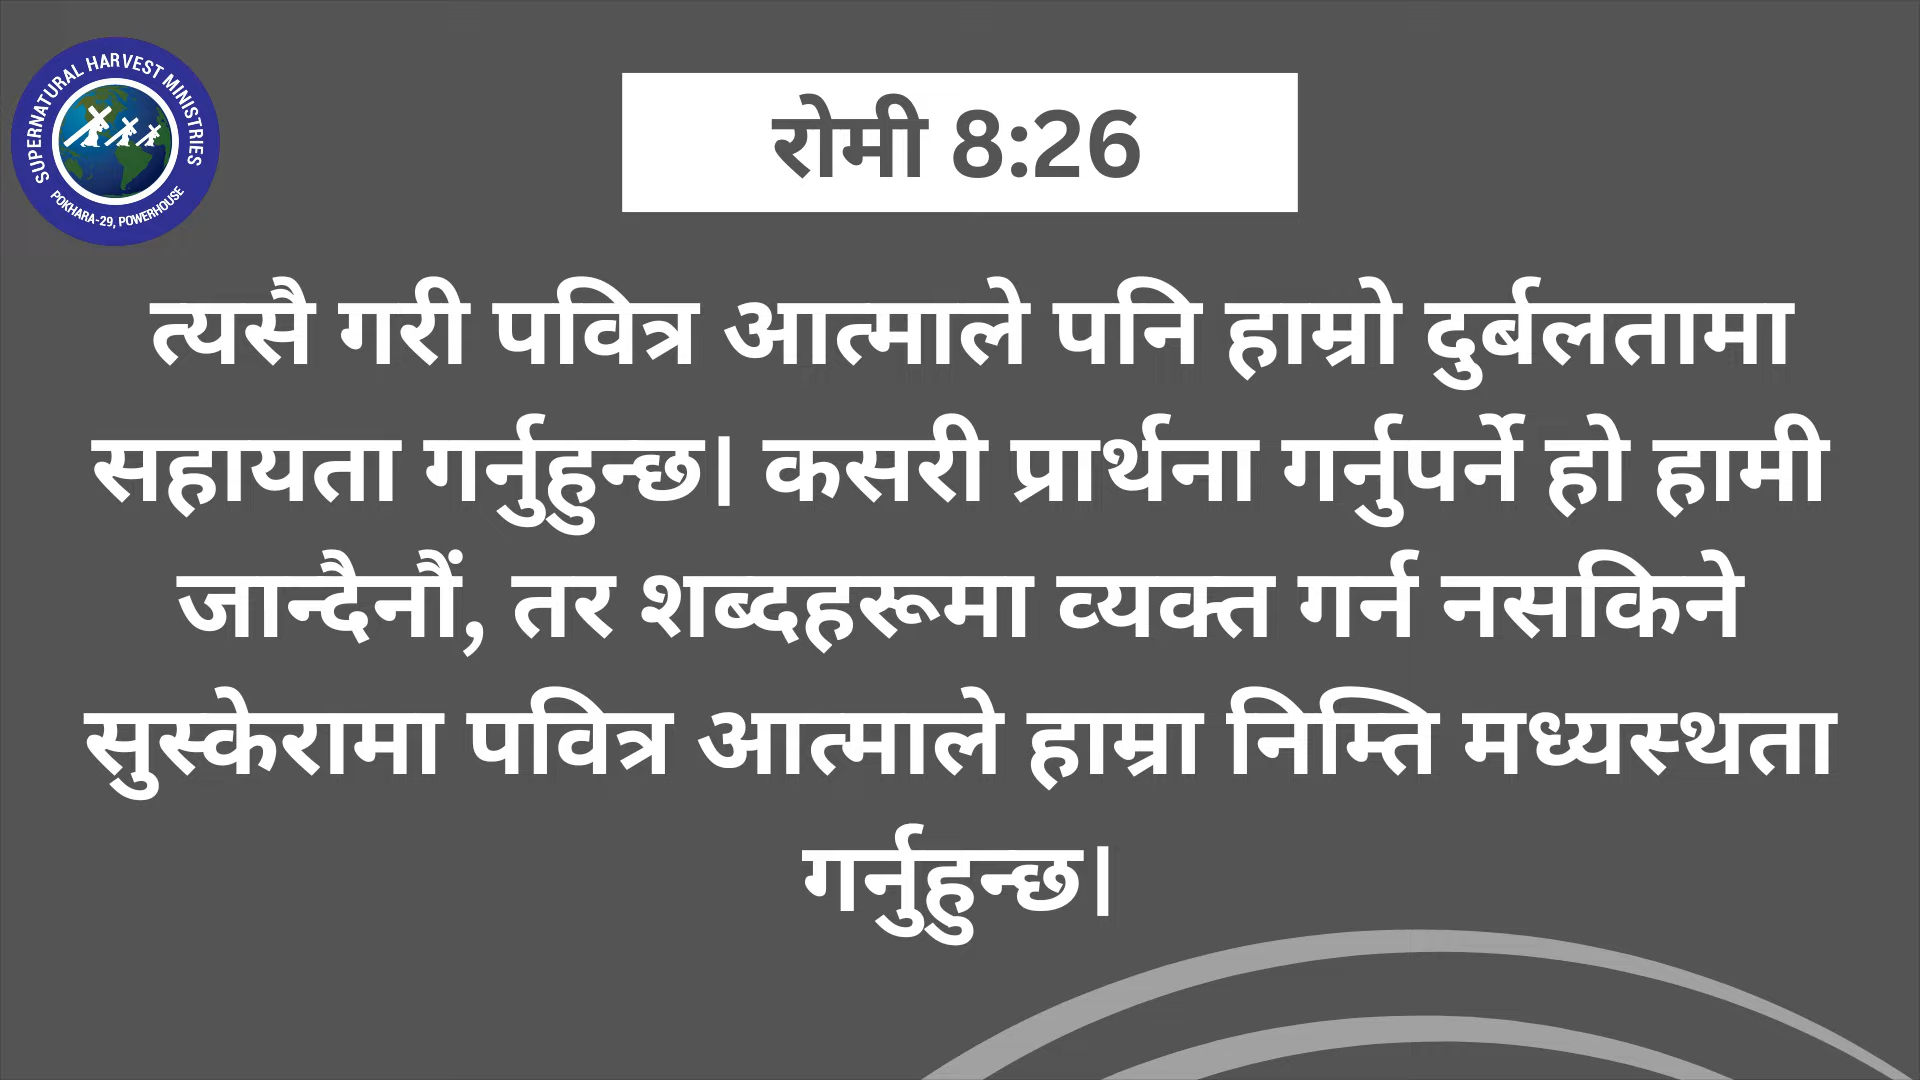 SUPERNATURAL HARVEST MINISTRIES
POKHARA-29, POWERHOUSE
रोमी 8:26
त्यसै गरी पवित्र आत्माले पनि हाम्रो दुर्बलतामा
सहायता गर्नुहुन्छ। कसरी प्रार्थना गर्नुपर्ने हो हामी
जान्दैनौं, तर शब्दहरूमा व्यक्त गर्न नसकिने
सुस्केरामा पवित्र आत्माले हाम्रा निम्ति मध्यस्थता
गर्नुहुन्छ।